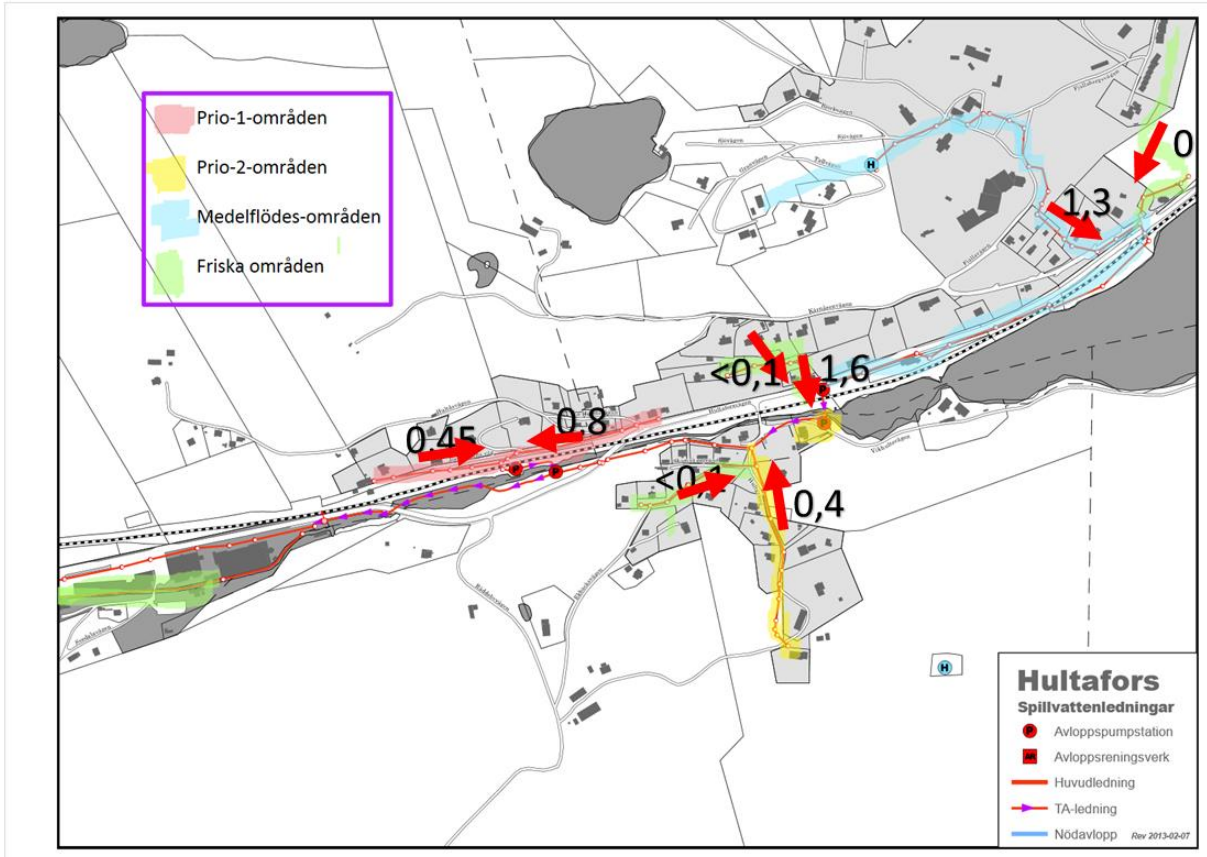 Prio-1-områden
Prio-2-områden
Medelflödes-områden
Friska områden
0
1,3
<0,1
1,6
0,8
0,45
<0,1
0,4
H
P
P
P
P
H
Hultafors
Spillvattenledningar
P Avloppspumpstation
Avloppsreningsverk
Huvudledning
TA-ledning
Nödavlopp Rev 2013-02-07